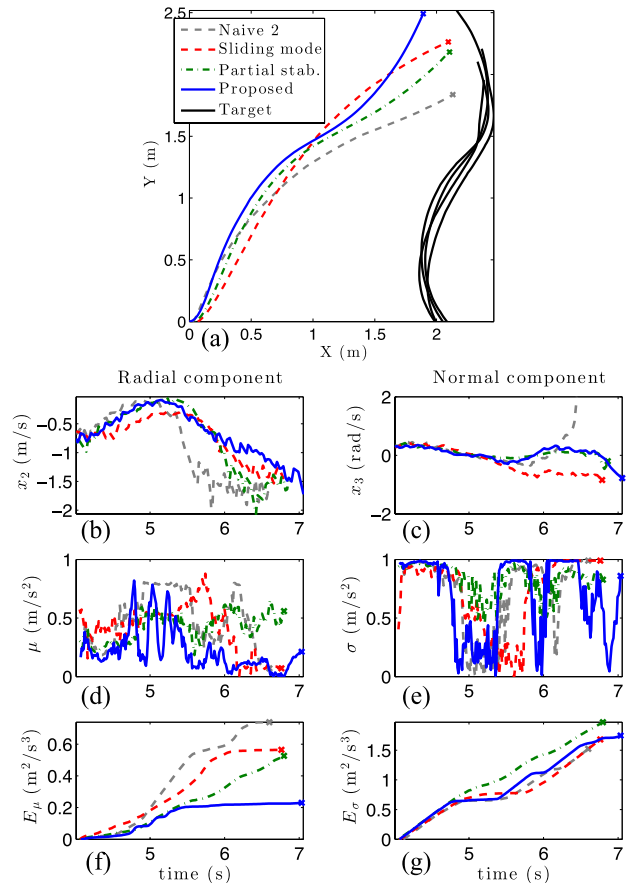 2.5
2
1.5
1
0.5
0
0 0.5 1 1.5 2
Y (m)
X (m)
Naive 2
Sliding mode
Partial stab.
Proposed
Target
(a)
Radial component
Normal component
−0.5
−1
−1.5
−2
5 6 7
x2 (m/s)
(b)
2
0
−2
5 6 7
x3 (rad/s)
(c)
1
0.5
0
5 6 7
μ (m/s²)
(d)
1
0.5
0
5 6 7
σ (m/s²)
(e)
0.6
0.4
0.2
0
5 6 7
Eμ (m²/s³)
(f)
time (s)
1.5
1
0.5
0
5 6 7
Eσ (m²/s³)
(g)
time (s)